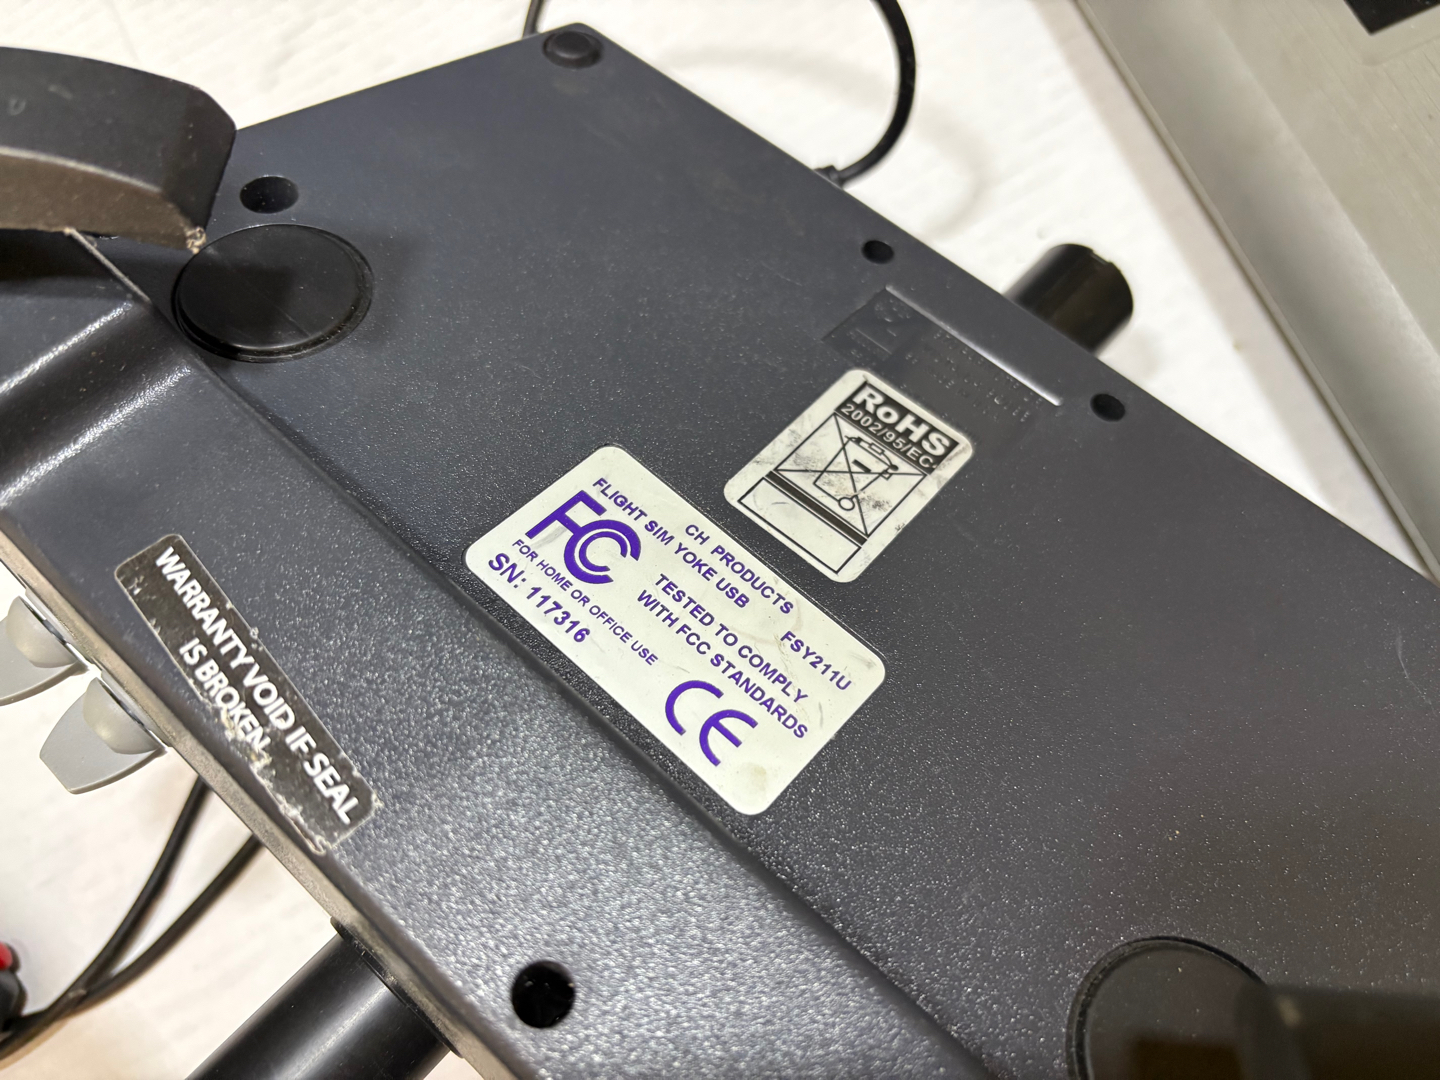 RoHS
2002/95/EC
CH PRODUCTS
FLIGHT SIM YOKE USB FSY211U
FC
TESTED TO COMPLY
WITH FCC STANDARDS
FOR HOME OR OFFICE USE
SN: 117316
CE
WARRANTY VOID IF SEAL
IS BROKEN